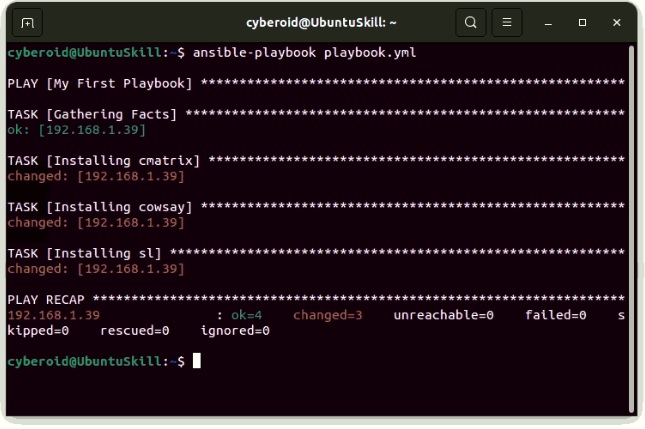 cyberoid@UbuntuSkill: ~
cyberoid@UbuntuSkill:~$ ansible-playbook playbook.yml
PLAY [My First Playbook] *******************************************************
TASK [Gathering Facts] *********************************************************
ok: [192.168.1.39]
TASK [Installing cmatrix] ******************************************************
changed: [192.168.1.39]
TASK [Installing cowsay] *******************************************************
changed: [192.168.1.39]
TASK [Installing sl] ***********************************************************
changed: [192.168.1.39]
PLAY RECAP *********************************************************************
192.168.1.39               : ok=4    changed=3    unreachable=0    failed=0    s
kipped=0    rescued=0    ignored=0
cyberoid@UbuntuSkill:~$